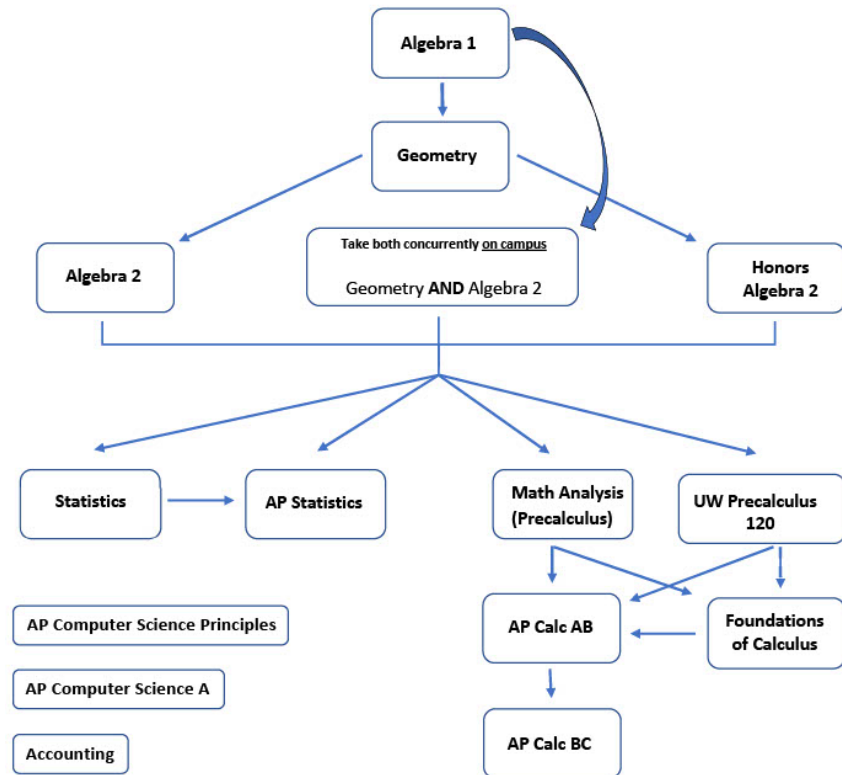 Algebra 1
Geometry
Algebra 2
Take both concurrently on campus
Geometry AND Algebra 2
Honors
Algebra 2
Statistics
AP Statistics
Math Analysis
(Precalculus)
UW Precalculus
120
AP Calc AB
Foundations
of Calculus
AP Calc BC
AP Computer Science Principles
AP Computer Science A
Accounting